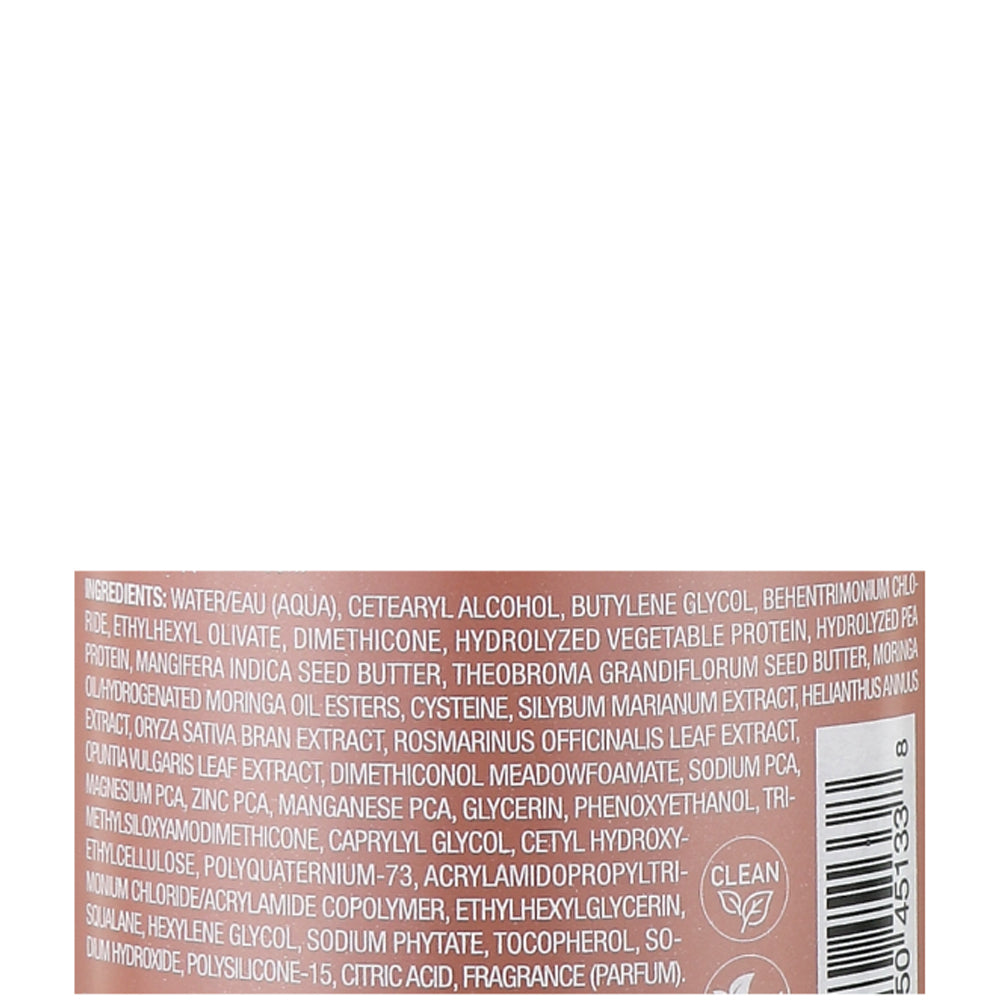 INGREDIENTS: WATER/EAU (AQUA), CETEARYL ALCOHOL, BUTYLENE GLYCOL, BEHENTRIMONIUM CHLO-
RIDE, ETHYLHEXYL OLIVATE, DIMETHICONE, HYDROLYZED VEGETABLE PROTEIN, HYDROLYZED PEA
PROTEIN, MANGIFERA INDICA SEED BUTTER, THEOBROMA GRANDIFLORUM SEED BUTTER, MORINGA
OIL/HYDROGENATED MORINGA OIL ESTERS, CYSTEINE, SILYBUM MARIANUM EXTRACT, HELIANTHUS ANNUUS
EXTRACT, ORYZA SATIVA BRAN EXTRACT, ROSMARINUS OFFICINALIS LEAF EXTRACT,
OPUNTIA VULGARIS LEAF EXTRACT, DIMETHICONOL MEADOWFOAMATE, SODIUM PCA,
MAGNESIUM PCA, ZINC PCA, MANGANESE PCA, GLYCERIN, PHENOXYETHANOL, TRI-
METHYLSILOXYAMODIMETHICONE, CAPRYLYL GLYCOL, CETYL HYDROXY-
ETHYLCELLULOSE, POLYQUATERNIUM-73, ACRYLAMIDOPROPYLTRI-
MONIUM CHLORIDE/ACRYLAMIDE COPOLYMER, ETHYLHEXYLGLYCERIN,
SQUALANE, HEXYLENE GLYCOL, SODIUM PHYTATE, TOCOPHEROL, SO-
DIUM HYDROXIDE, POLYSILICONE-15, CITRIC ACID, FRAGRANCE (PARFUM).
CLEAN
50 45133 8